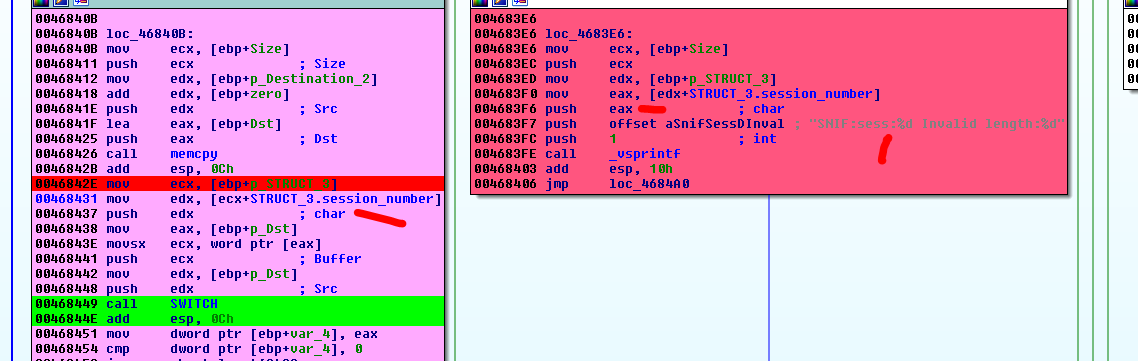 0046840B
0046840B loc_46840B:
0046840B mov ecx, [ebp+Size]
00468411 push ecx ; Size
00468412 mov edx, [ebp+p_Destination_2]
00468418 add edx, [ebp+zero]
0046841E push edx ; Src
0046841F lea eax, [ebp+Dst]
00468425 push eax ; Dst
00468426 call memcpy
0046842B add esp, 0Ch
0046842E mov ecx, [ebp+p_STRUCT_3]
00468431 mov edx, [ecx+STRUCT_3.session_number]
00468437 push edx ; char
00468438 mov eax, [ebp+p_Dst]
0046843E movsx ecx, word ptr [eax]
00468441 push ecx ; Buffer
00468442 mov edx, [ebp+p_Dst]
00468448 push edx ; Src
00468449 call SWITCH
0046844E add esp, 0Ch
00468451 mov dword ptr [ebp+var_4], eax
00468454 cmp dword ptr [ebp+var_4], 0
004683E6
004683E6 loc_4683E6:
004683E6 mov ecx, [ebp+Size]
004683EC push ecx
004683ED mov edx, [ebp+p_STRUCT_3]
004683F0 mov eax, [edx+STRUCT_3.session_number]
004683F6 push eax ; char
004683F7 push offset aSnifSessDInval ; "SNif:sess:%d Invalid length:%d"
004683FC push 1 ; int
004683FE call _vsprintf
00468403 add esp, 10h
00468406 jmp loc_4684A0